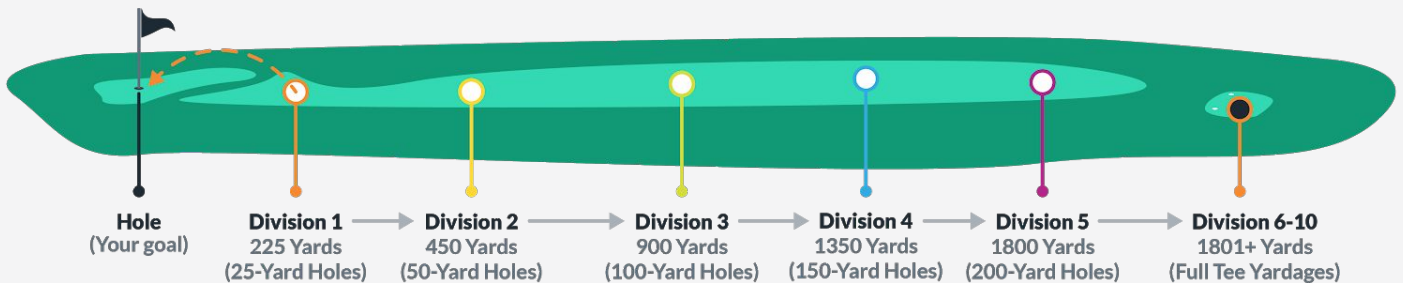 Hole
(Your goal)
Division 1
225 Yards
(25-Yard Holes)
Division 2
450 Yards
(50-Yard Holes)
Division 3
900 Yards
(100-Yard Holes)
Division 4
1350 Yards
(150-Yard Holes)
Division 5
1800 Yards
(200-Yard Holes)
Division 6-10
1801+ Yards
(Full Tee Yardages)